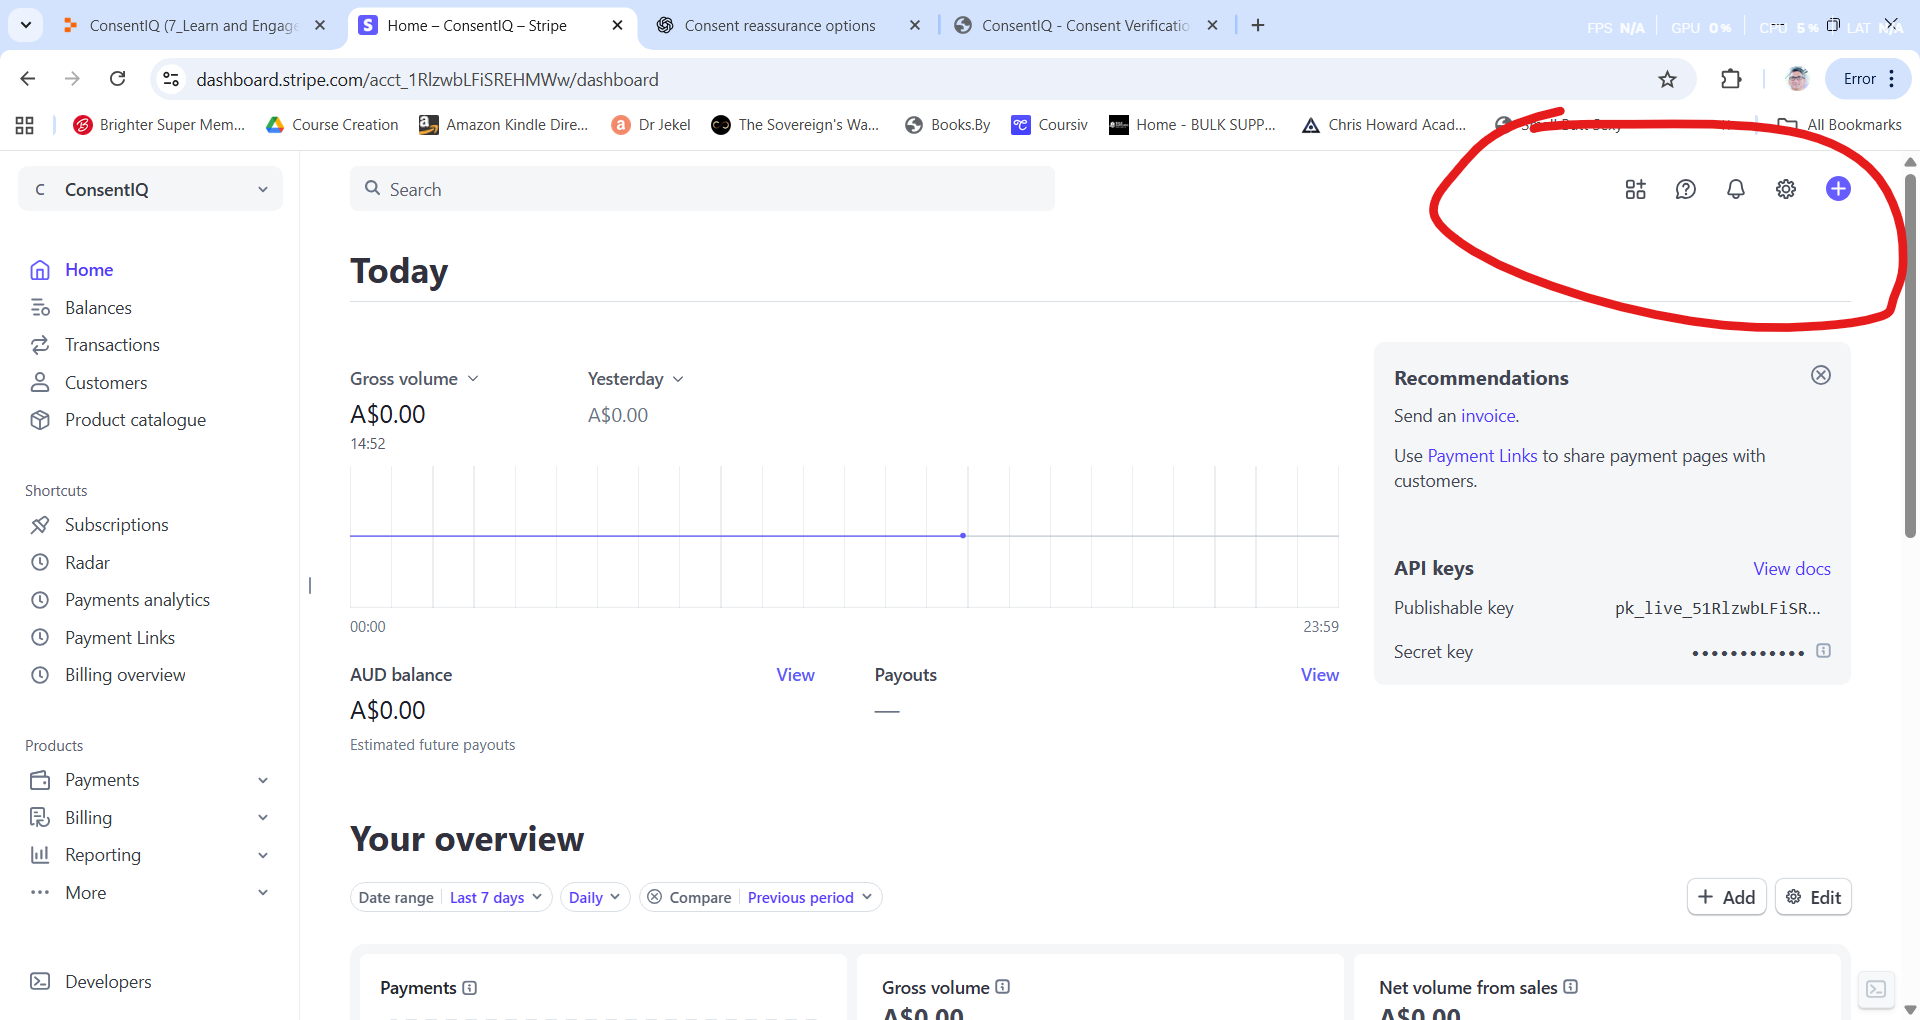 ConsentIQ (7_Learn and Engage
Home – ConsentIQ – Stripe
Consent reassurance options
ConsentIQ - Consent Verificatio
FPS N/A GPU 0% CPU 5% LAT N/A
dashboard.stripe.com/acct_1RlzwbLFiSREHMWw/dashboard
Error
Brighter Super Mem...
Course Creation
Amazon Kindle Dire...
Dr Jekel
The Sovereign's Wa...
Books.By
Coursiv
Home - BULK SUPP...
Chris Howard Acad...
All Bookmarks
C ConsentIQ
Search
Home
Balances
Transactions
Customers
Product catalogue
Shortcuts
Subscriptions
Radar
Payments analytics
Payment Links
Billing overview
Products
Payments
Billing
Reporting
More
Developers
Today
Gross volume
A$0.00
14:52
Yesterday
A$0.00
00:00 23:59
AUD balance View
A$0.00
Estimated future payouts
Payouts View
—
Recommendations
Send an invoice.
Use Payment Links to share payment pages with
customers.
API keys View docs
Publishable key pk_live_51RlzwbLFiSR...
Secret key ••••••••••••
Your overview
Date range Last 7 days Daily Compare Previous period
Add Edit
Payments
Gross volume
A$0.00
Net volume from sales
A$0.00